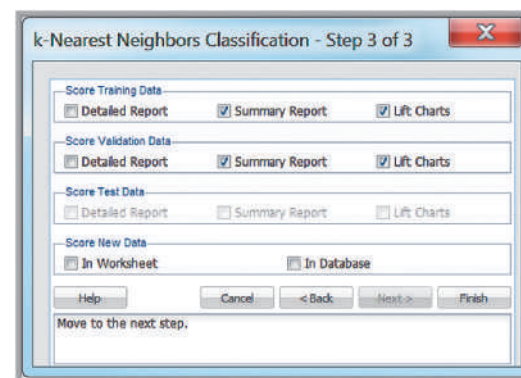 k-Nearest Neighbors Classification - Step 3 of 3
Score Training Data
Detailed Report Summary Report Lift Charts
Score Validation Data
Detailed Report Summary Report Lift Charts
Score Test Data
Detailed Report Summary Report Lift Charts
Score New Data
In Worksheet In Database
Help Cancel < Back Next > Finish
Move to the next step.